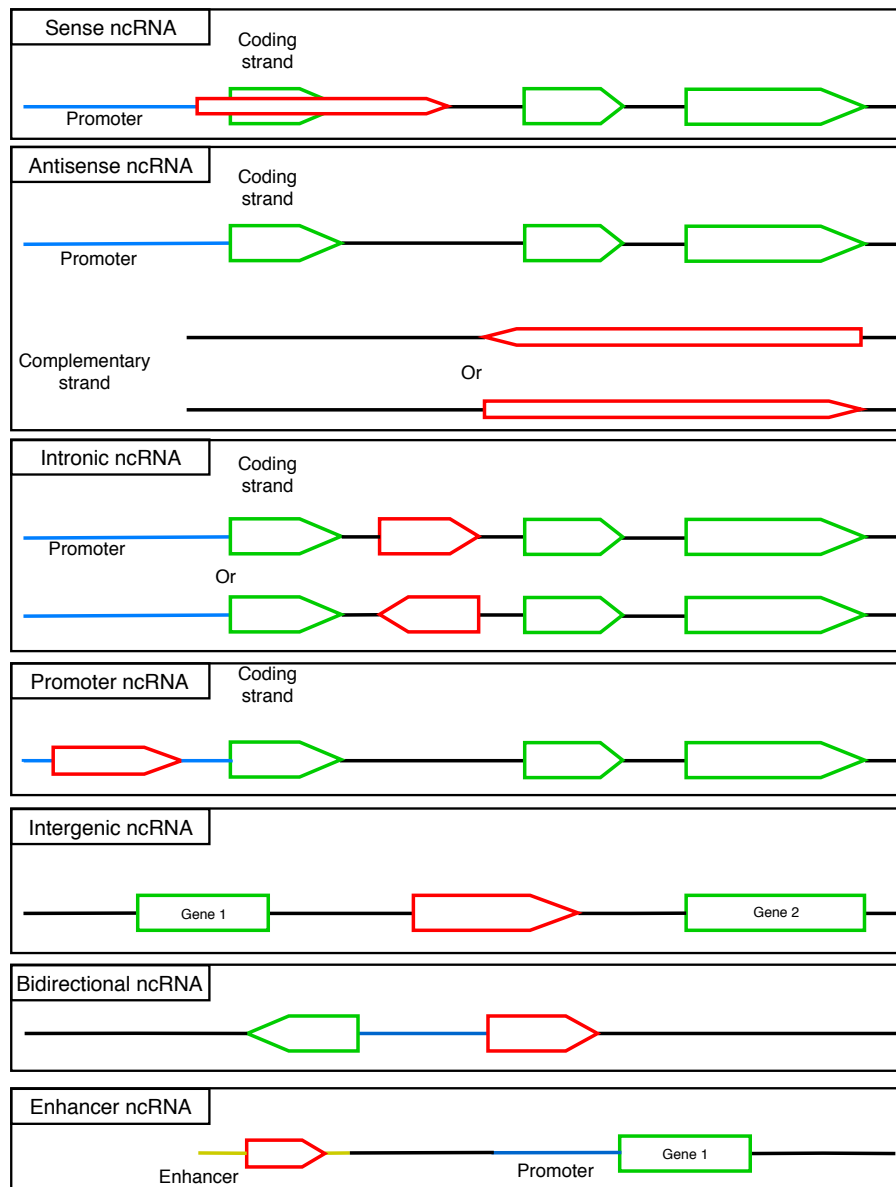 Sense ncRNA
Coding
strand
Promoter
Antisense ncRNA
Coding
strand
Promoter
Complementary
strand
Or
Intronic ncRNA
Coding
strand
Promoter
Or
Promoter ncRNA
Coding
strand
Intergenic ncRNA
Gene 1
Gene 2
Bidirectional ncRNA
Enhancer ncRNA
Enhancer
Promoter
Gene 1